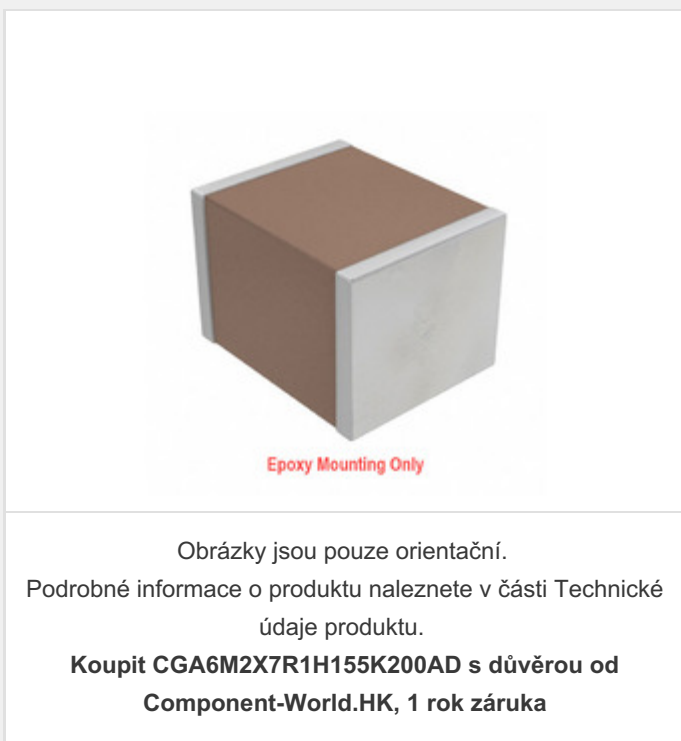 Epoxy Mounting Only
Obrázky jsou pouze orientační.
Podrobné informace o produktu naleznete v části Technické
údaje produktu.
Koupit CGA6M2X7R1H155K200AD s důvěrou od
Component-World.HK, 1 rok záruka